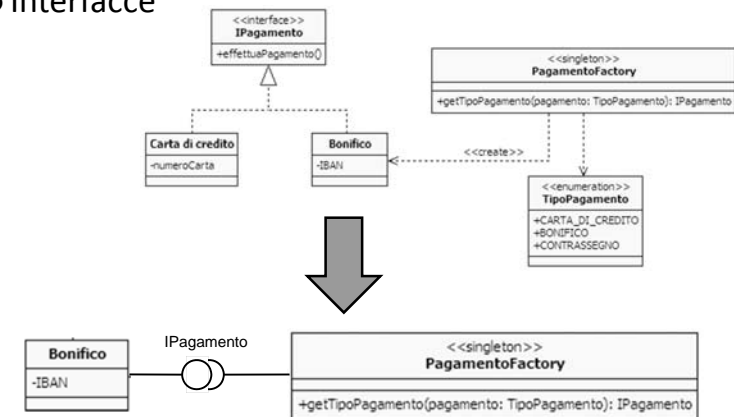 interfacce
<<interface>>
IPagamento
+effettuaPagamento()
<<singleton>>
PagamentoFactory
+getTipoPagamento(pagamento: TipoPagamento): IPagamento
Carta di credito
-numeroCarta
Bonifico
-IBAN
<<create>>
<<enumeration>>
TipoPagamento
+CARTA_DI_CREDITO
+BONIFICO
+CONTRASSEGNO
Bonifico
-IBAN
IPagamento
<<singleton>>
PagamentoFactory
+getTipoPagamento(pagamento: TipoPagamento): IPagamento